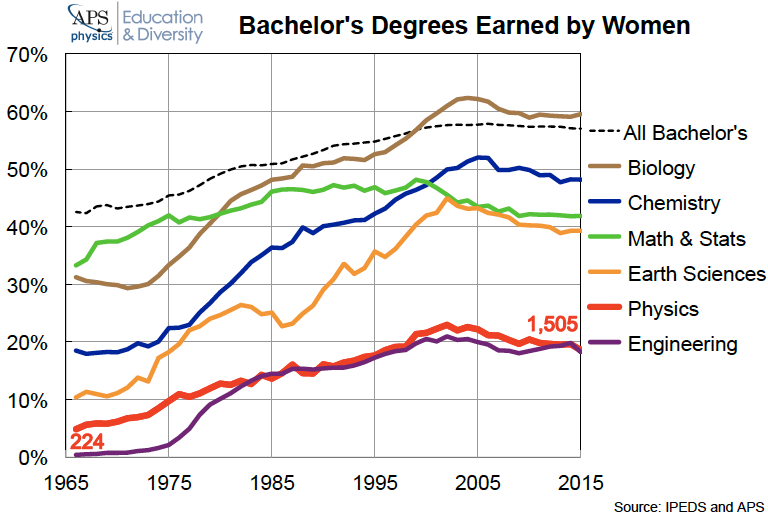 APS
physics
Education
& Diversity
Bachelor's Degrees Earned by Women
70%
60%
50%
40%
30%
20%
10%
0%
1965
1975
1985
1995
2005
2015
224
1,505
All Bachelor's
Biology
Chemistry
Math & Stats
Earth Sciences
Physics
Engineering
Source: IPEDS and APS